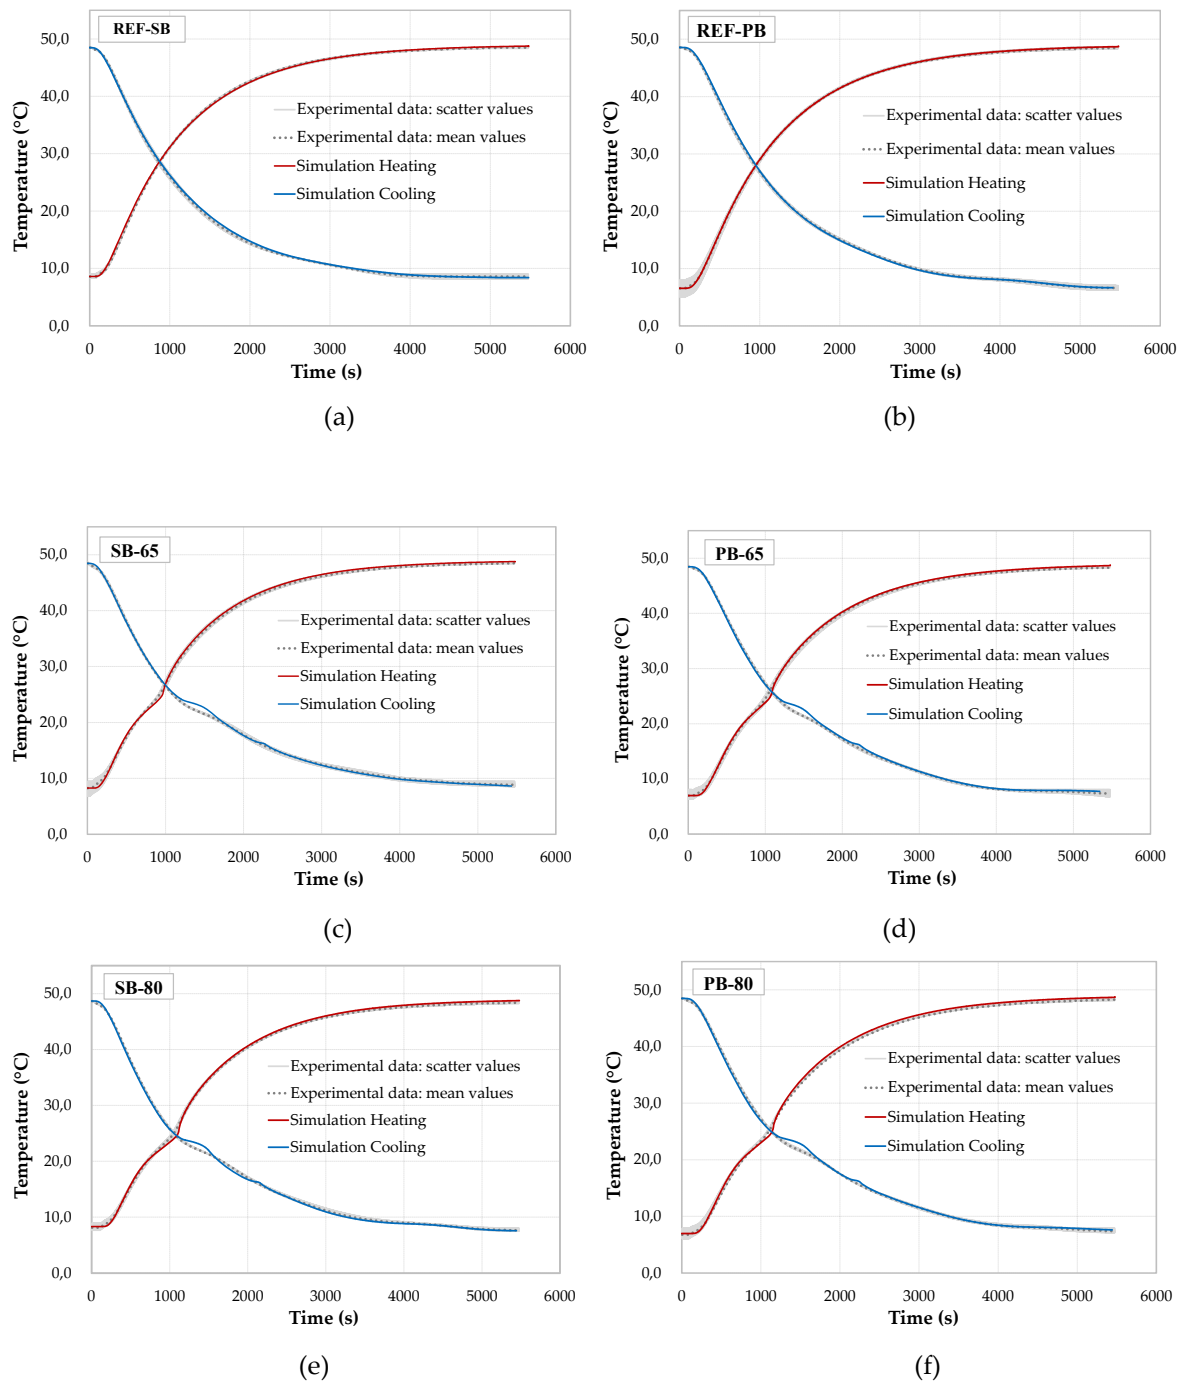 REF-SB
50,0
40,0
30,0
20,0
10,0
0,0
Temperature (°C)
Experimental data: scatter values
Experimental data: mean values
Simulation Heating
Simulation Cooling
0 1000 2000 3000 4000 5000 6000
Time (s)
(a)
REF-PB
50,0
40,0
30,0
20,0
10,0
0,0
Temperature (°C)
Experimental data: scatter values
Experimental data: mean values
Simulation Heating
Simulation Cooling
0 1000 2000 3000 4000 5000 6000
Time (s)
(b)
SB-65
50,0
40,0
30,0
20,0
10,0
0,0
Temperature (°C)
Experimental data: scatter values
Experimental data: mean values
Simulation Heating
Simulation Cooling
0 1000 2000 3000 4000 5000 6000
Time (s)
(c)
PB-65
50,0
40,0
30,0
20,0
10,0
0,0
Temperature (°C)
Experimental data: scatter values
Experimental data: mean values
Simulation Heating
Simulation Cooling
0 1000 2000 3000 4000 5000 6000
Time (s)
(d)
SB-80
50,0
40,0
30,0
20,0
10,0
0,0
Temperature (°C)
Experimental data: scatter values
Experimental data: mean values
Simulation Heating
Simulation Cooling
0 1000 2000 3000 4000 5000 6000
Time (s)
(e)
PB-80
50,0
40,0
30,0
20,0
10,0
0,0
Temperature (°C)
Experimental data: scatter values
Experimental data: mean values
Simulation Heating
Simulation Cooling
0 1000 2000 3000 4000 5000 6000
Time (s)
(f)